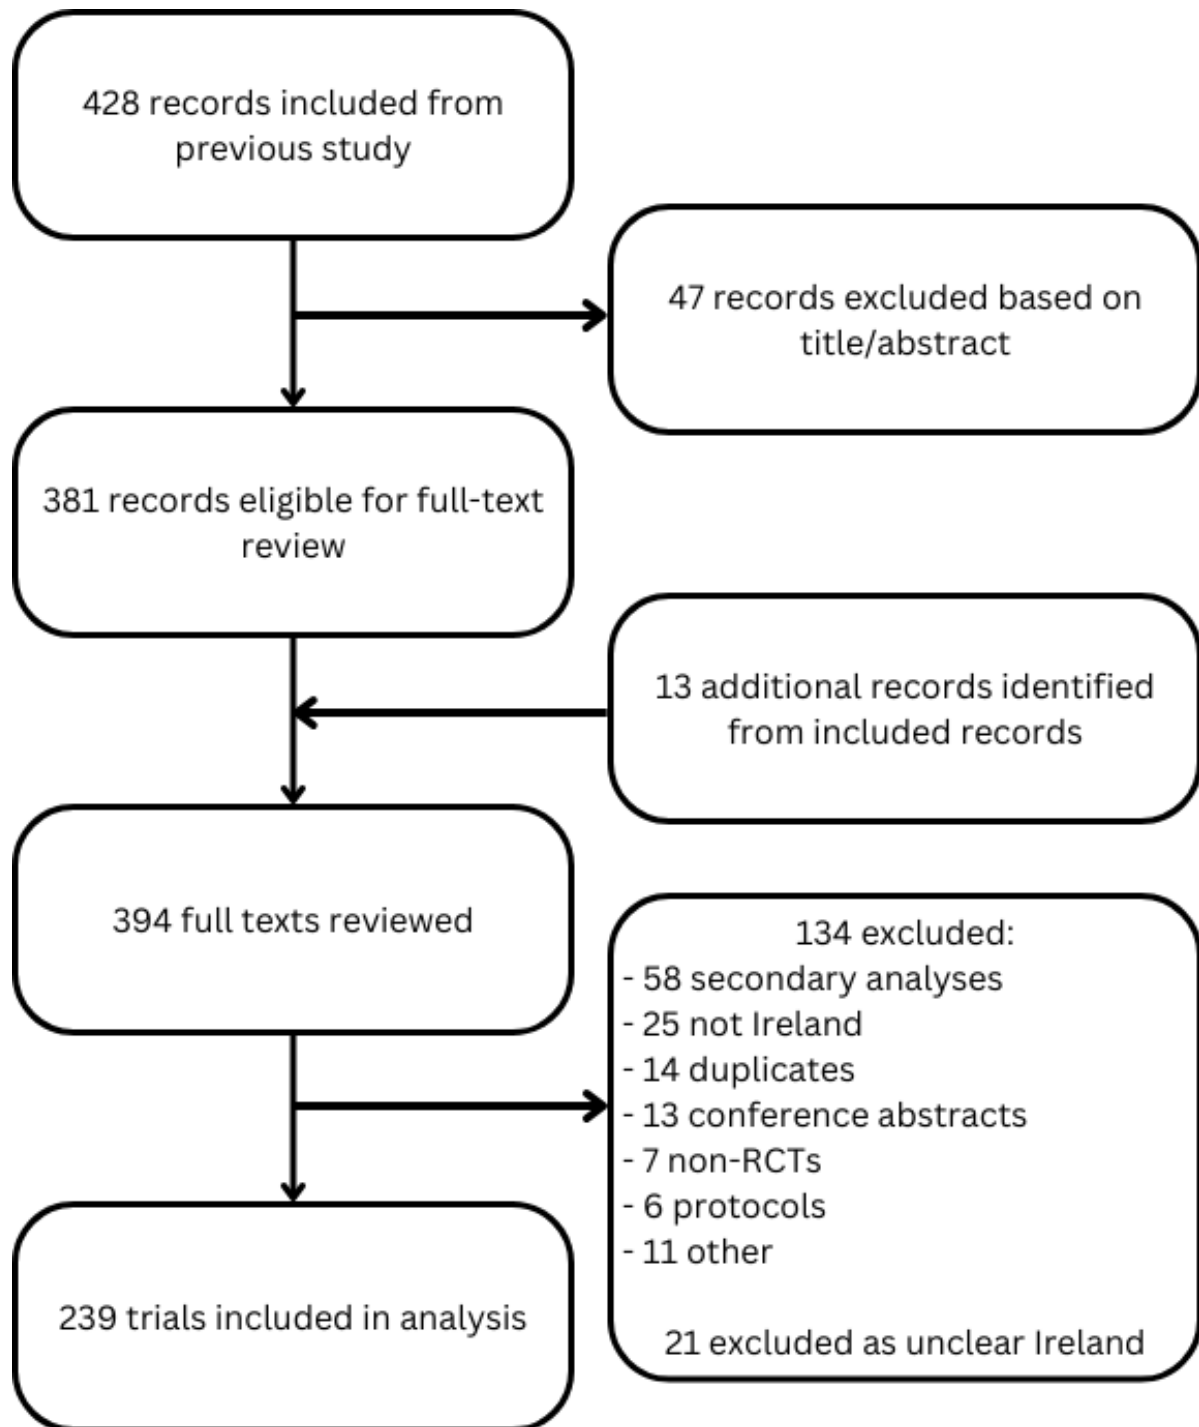 428 records included from
previous study
47 records excluded based on
title/abstract
381 records eligible for full-text
review
13 additional records identified
from included records
394 full texts reviewed
134 excluded:
- 58 secondary analyses
- 25 not Ireland
- 14 duplicates
- 13 conference abstracts
- 7 non-RCTs
- 6 protocols
- 11 other
21 excluded as unclear Ireland
239 trials included in analysis